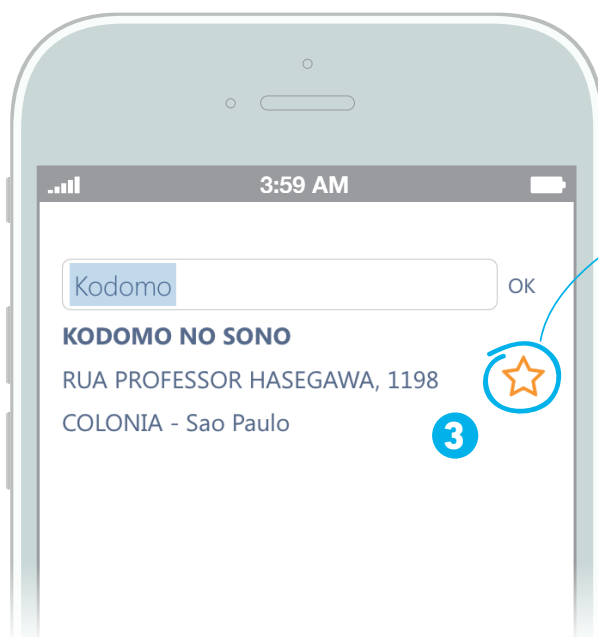 3:59 AM
Kodomo OK
KODOMO NO SONO
RUA PROFESSOR HASEGAWA, 1198
COLONIA - Sao Paulo
3